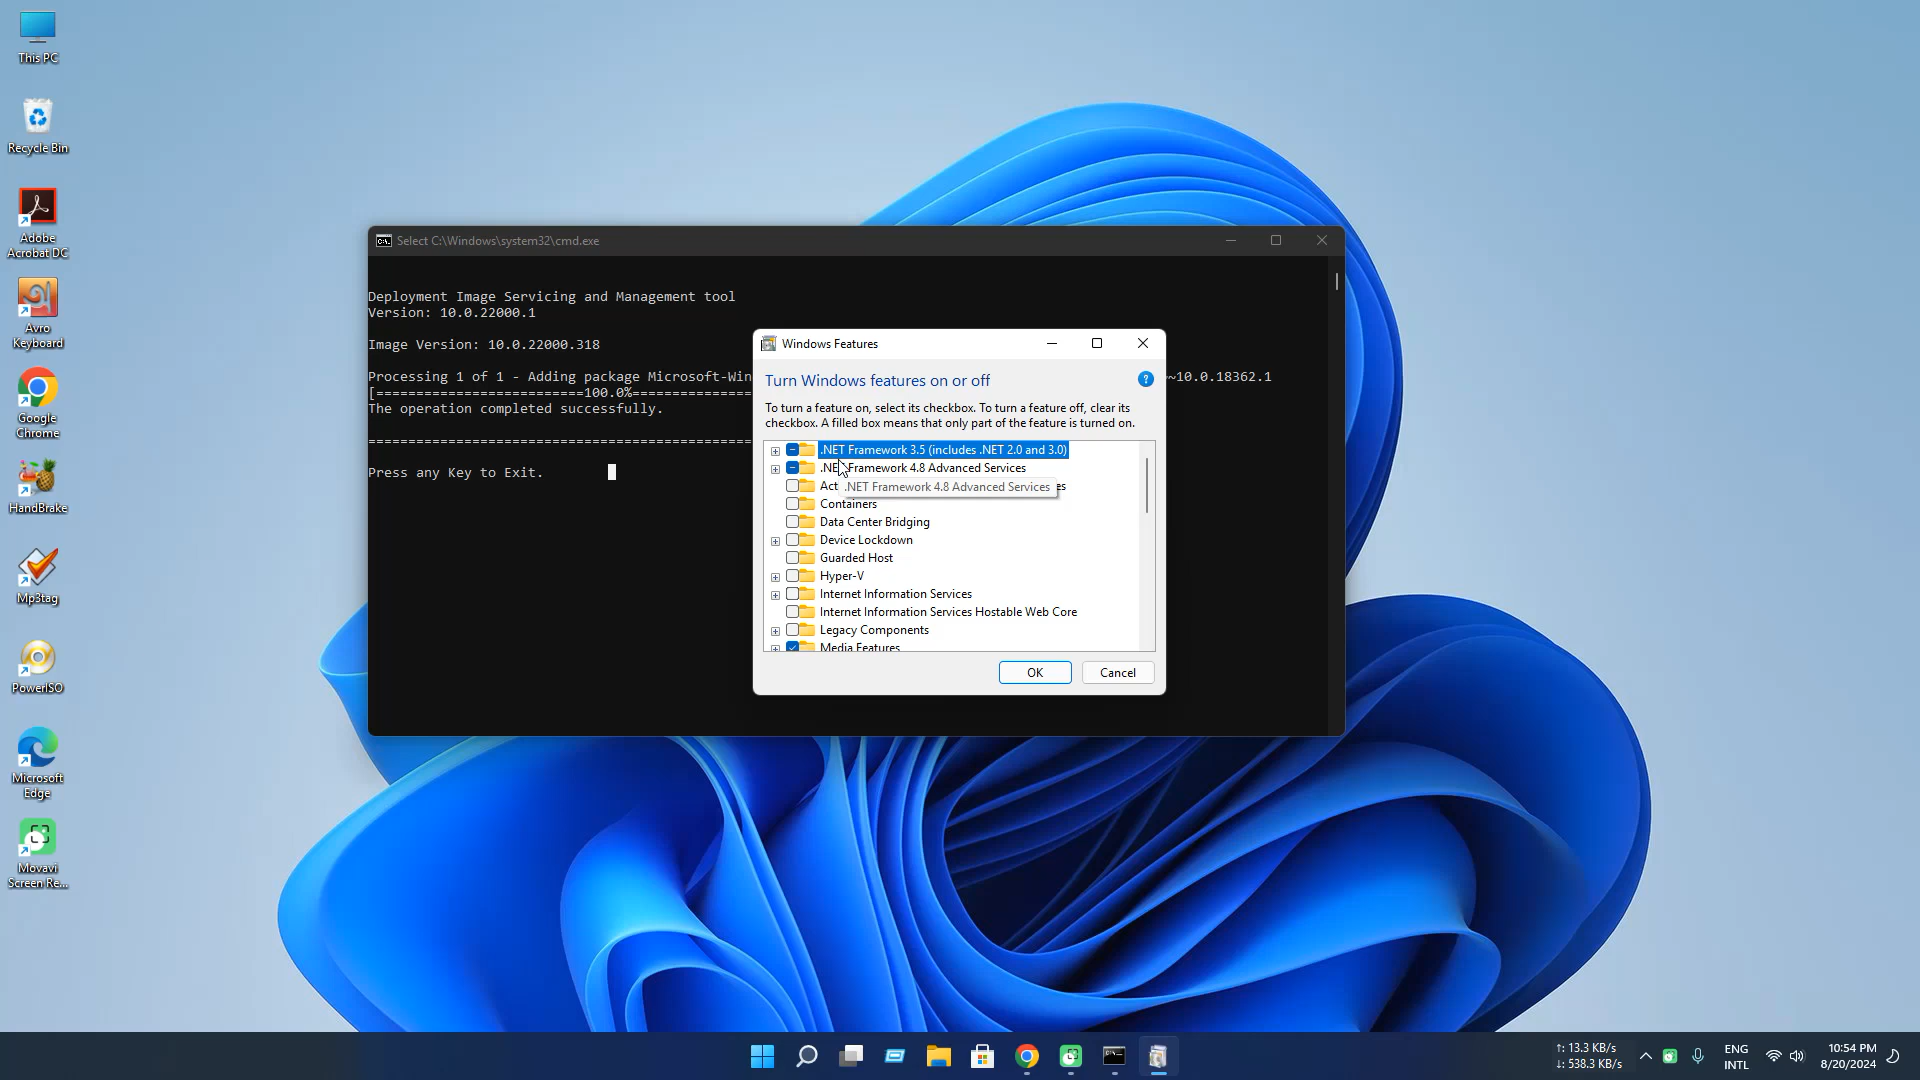 This PC
Recycle Bin
Adobe
Acrobat DC
Avro
Keyboard
Google
Chrome
HandBrake
Mp3tag
PowerISO
Microsoft
Edge
Movavi
Screen Re...
Select C:\Windows\system32\cmd.exe
Deployment Image Servicing and Management tool
Version: 10.0.22000.1
Image Version: 10.0.22000.318
Processing 1 of 1 - Adding package Microsoft-Win
~10.0.18362.1
[==========================100.0%===============
The operation completed successfully.
================================================
Press any Key to Exit.
Windows Features
Turn Windows features on or off
To turn a feature on, select its checkbox. To turn a feature off, clear its
checkbox. A filled box means that only part of the feature is turned on.
.NET Framework 3.5 (includes .NET 2.0 and 3.0)
.NET Framework 4.8 Advanced Services
.NET Framework 4.8 Advanced Services
Containers
Data Center Bridging
Device Lockdown
Guarded Host
Hyper-V
Internet Information Services
Internet Information Services Hostable Web Core
Legacy Components
Media Features
OK
Cancel
↑: 13.3 KB/s
↓: 538.3 KB/s
ENG
INTL
10:54 PM
8/20/2024